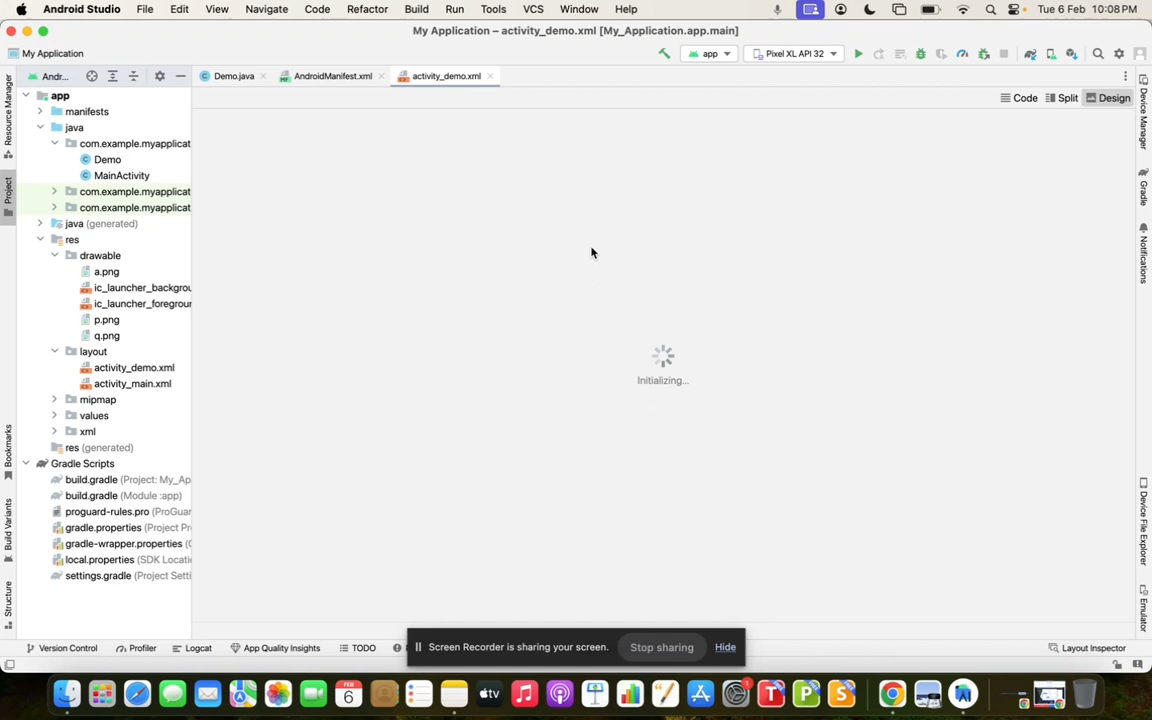 Android Studio File Edit View Navigate Code Refactor Build Run Tools VCS Window Help Tue 6 Feb 10:08 PM
My Application – activity_demo.xml [My_Application.app.main]
My Application app Pixel XL API 32
Andr... Demo.java AndroidManifest.xml activity_demo.xml
Code Split Design
app
manifests
java
com.example.myapplicat
Demo
MainActivity
com.example.myapplicat
com.example.myapplicat
java (generated)
res
drawable
a.png
ic_launcher_backgrou
ic_launcher_foregrour
p.png
q.png
layout
activity_demo.xml
activity_main.xml
mipmap
values
xml
res (generated)
Gradle Scripts
build.gradle (Project: My_Ap
build.gradle (Module :app)
proguard-rules.pro (ProGuar
gradle.properties (Project Pr
gradle-wrapper.properties (G
local.properties (SDK Locati
settings.gradle (Project Setti
Initializing...
Resource Manager
Project
Bookmarks
Build Variants
Structure
Device Manager
Gradle
Notifications
Device File Explorer
Emulator
Screen Recorder is sharing your screen. Stop sharing Hide
Version Control Profiler Logcat App Quality Insights TODO Layout Inspector
FEB
6
tv
1
T P S